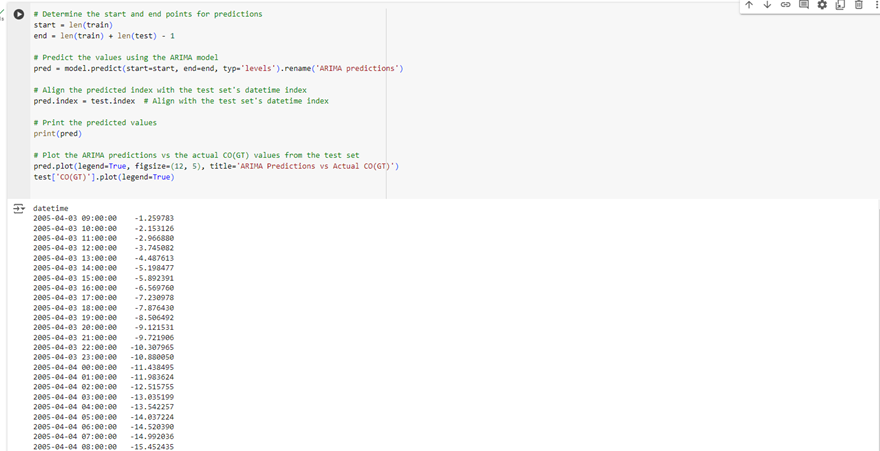 # Determine the start and end points for predictions
start = len(train)
end = len(train) + len(test) - 1
# Predict the values using the ARIMA model
pred = model.predict(start=start, end=end, typ='levels').rename('ARIMA predictions')
# Align the predicted index with the test set's datetime index
pred.index = test.index  # Align with the test set's datetime index
# Print the predicted values
print(pred)
# Plot the ARIMA predictions vs the actual CO(GT) values from the test set
pred.plot(legend=True, figsize=(12, 5), title='ARIMA Predictions vs Actual CO(GT)')
test['CO(GT)'].plot(legend=True)
datetime
2005-04-03 09:00:00    -1.259783
2005-04-03 10:00:00    -2.153126
2005-04-03 11:00:00    -2.966880
2005-04-03 12:00:00    -3.745082
2005-04-03 13:00:00    -4.487613
2005-04-03 14:00:00    -5.198477
2005-04-03 15:00:00    -5.892391
2005-04-03 16:00:00    -6.569760
2005-04-03 17:00:00    -7.230978
2005-04-03 18:00:00    -7.876430
2005-04-03 19:00:00    -8.506492
2005-04-03 20:00:00    -9.121531
2005-04-03 21:00:00    -9.721906
2005-04-03 22:00:00   -10.307965
2005-04-03 23:00:00   -10.880050
2005-04-04 00:00:00   -11.438495
2005-04-04 01:00:00   -11.983624
2005-04-04 02:00:00   -12.515755
2005-04-04 03:00:00   -13.035199
2005-04-04 04:00:00   -13.542257
2005-04-04 05:00:00   -14.037224
2005-04-04 06:00:00   -14.520390
2005-04-04 07:00:00   -14.992036
2005-04-04 08:00:00   -15.452435